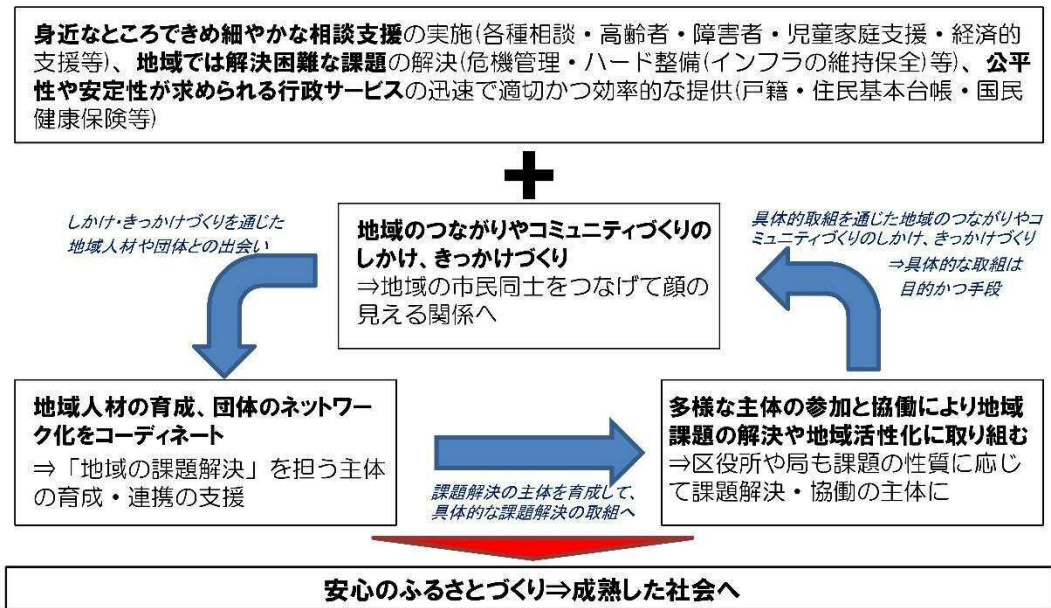 身近なところできめ細やかな相談支援の実施(各種相談・高齢者・障害者・児童家庭支援・経済的
支援等)、地域では解決困難な課題の解決(危機管理・ハード整備(インフラの維持保全)等)、公平
性や安定性が求められる行政サービスの迅速で適切かつ効率的な提供(戸籍・住民基本台帳・国民
健康保険等)
しかけ・きっかけづくりを通じた
地域人材や団体との出会い
地域のつながりやコミュニティづくりの
しかけ、きっかけづくり
⇒地域の市民同士をつなげて顔の
見える関係へ
具体的取組を通じた地域のつながりやコ
ミュニティづくりのしかけ、きっかけづくり
⇒具体的な取組は
目的かつ手段
地域人材の育成、団体のネットワー
ク化をコーディネート
⇒「地域の課題解決」を担う主体
の育成・連携の支援
課題解決の主体を育成して、
具体的な課題解決の取組へ
多様な主体の参加と協働により地域
課題の解決や地域活性化に取り組む
⇒区役所や局も課題の性質に応じ
て課題解決・協働の主体に
安心のふるさとづくり⇒成熟した社会へ